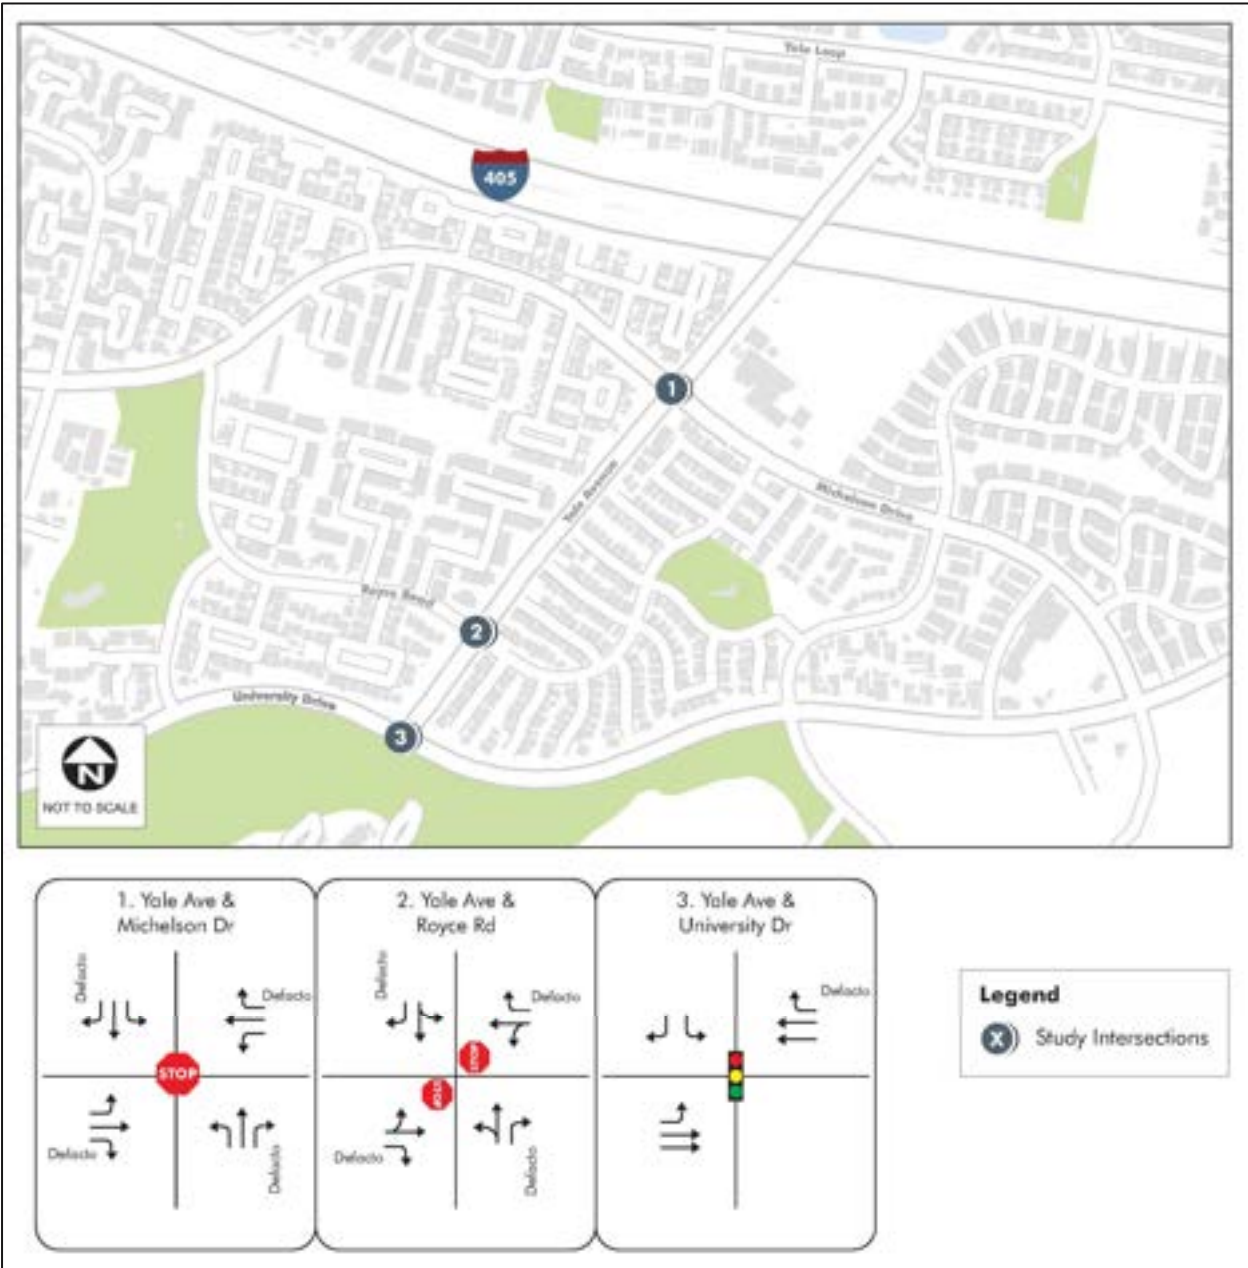 Yale Loop
405
1
Yale Avenue
Michelson Drive
Royce Road
2
University Drive
3
N
NOT TO SCALE
1. Yale Ave &
Michelson Dr
Defacto
Defacto
STOP
Defacto
Defacto
2. Yale Ave &
Royce Rd
Defacto
Defacto
STOP
STOP
Defacto
Defacto
3. Yale Ave &
University Dr
Defacto
Legend
X
Study Intersections